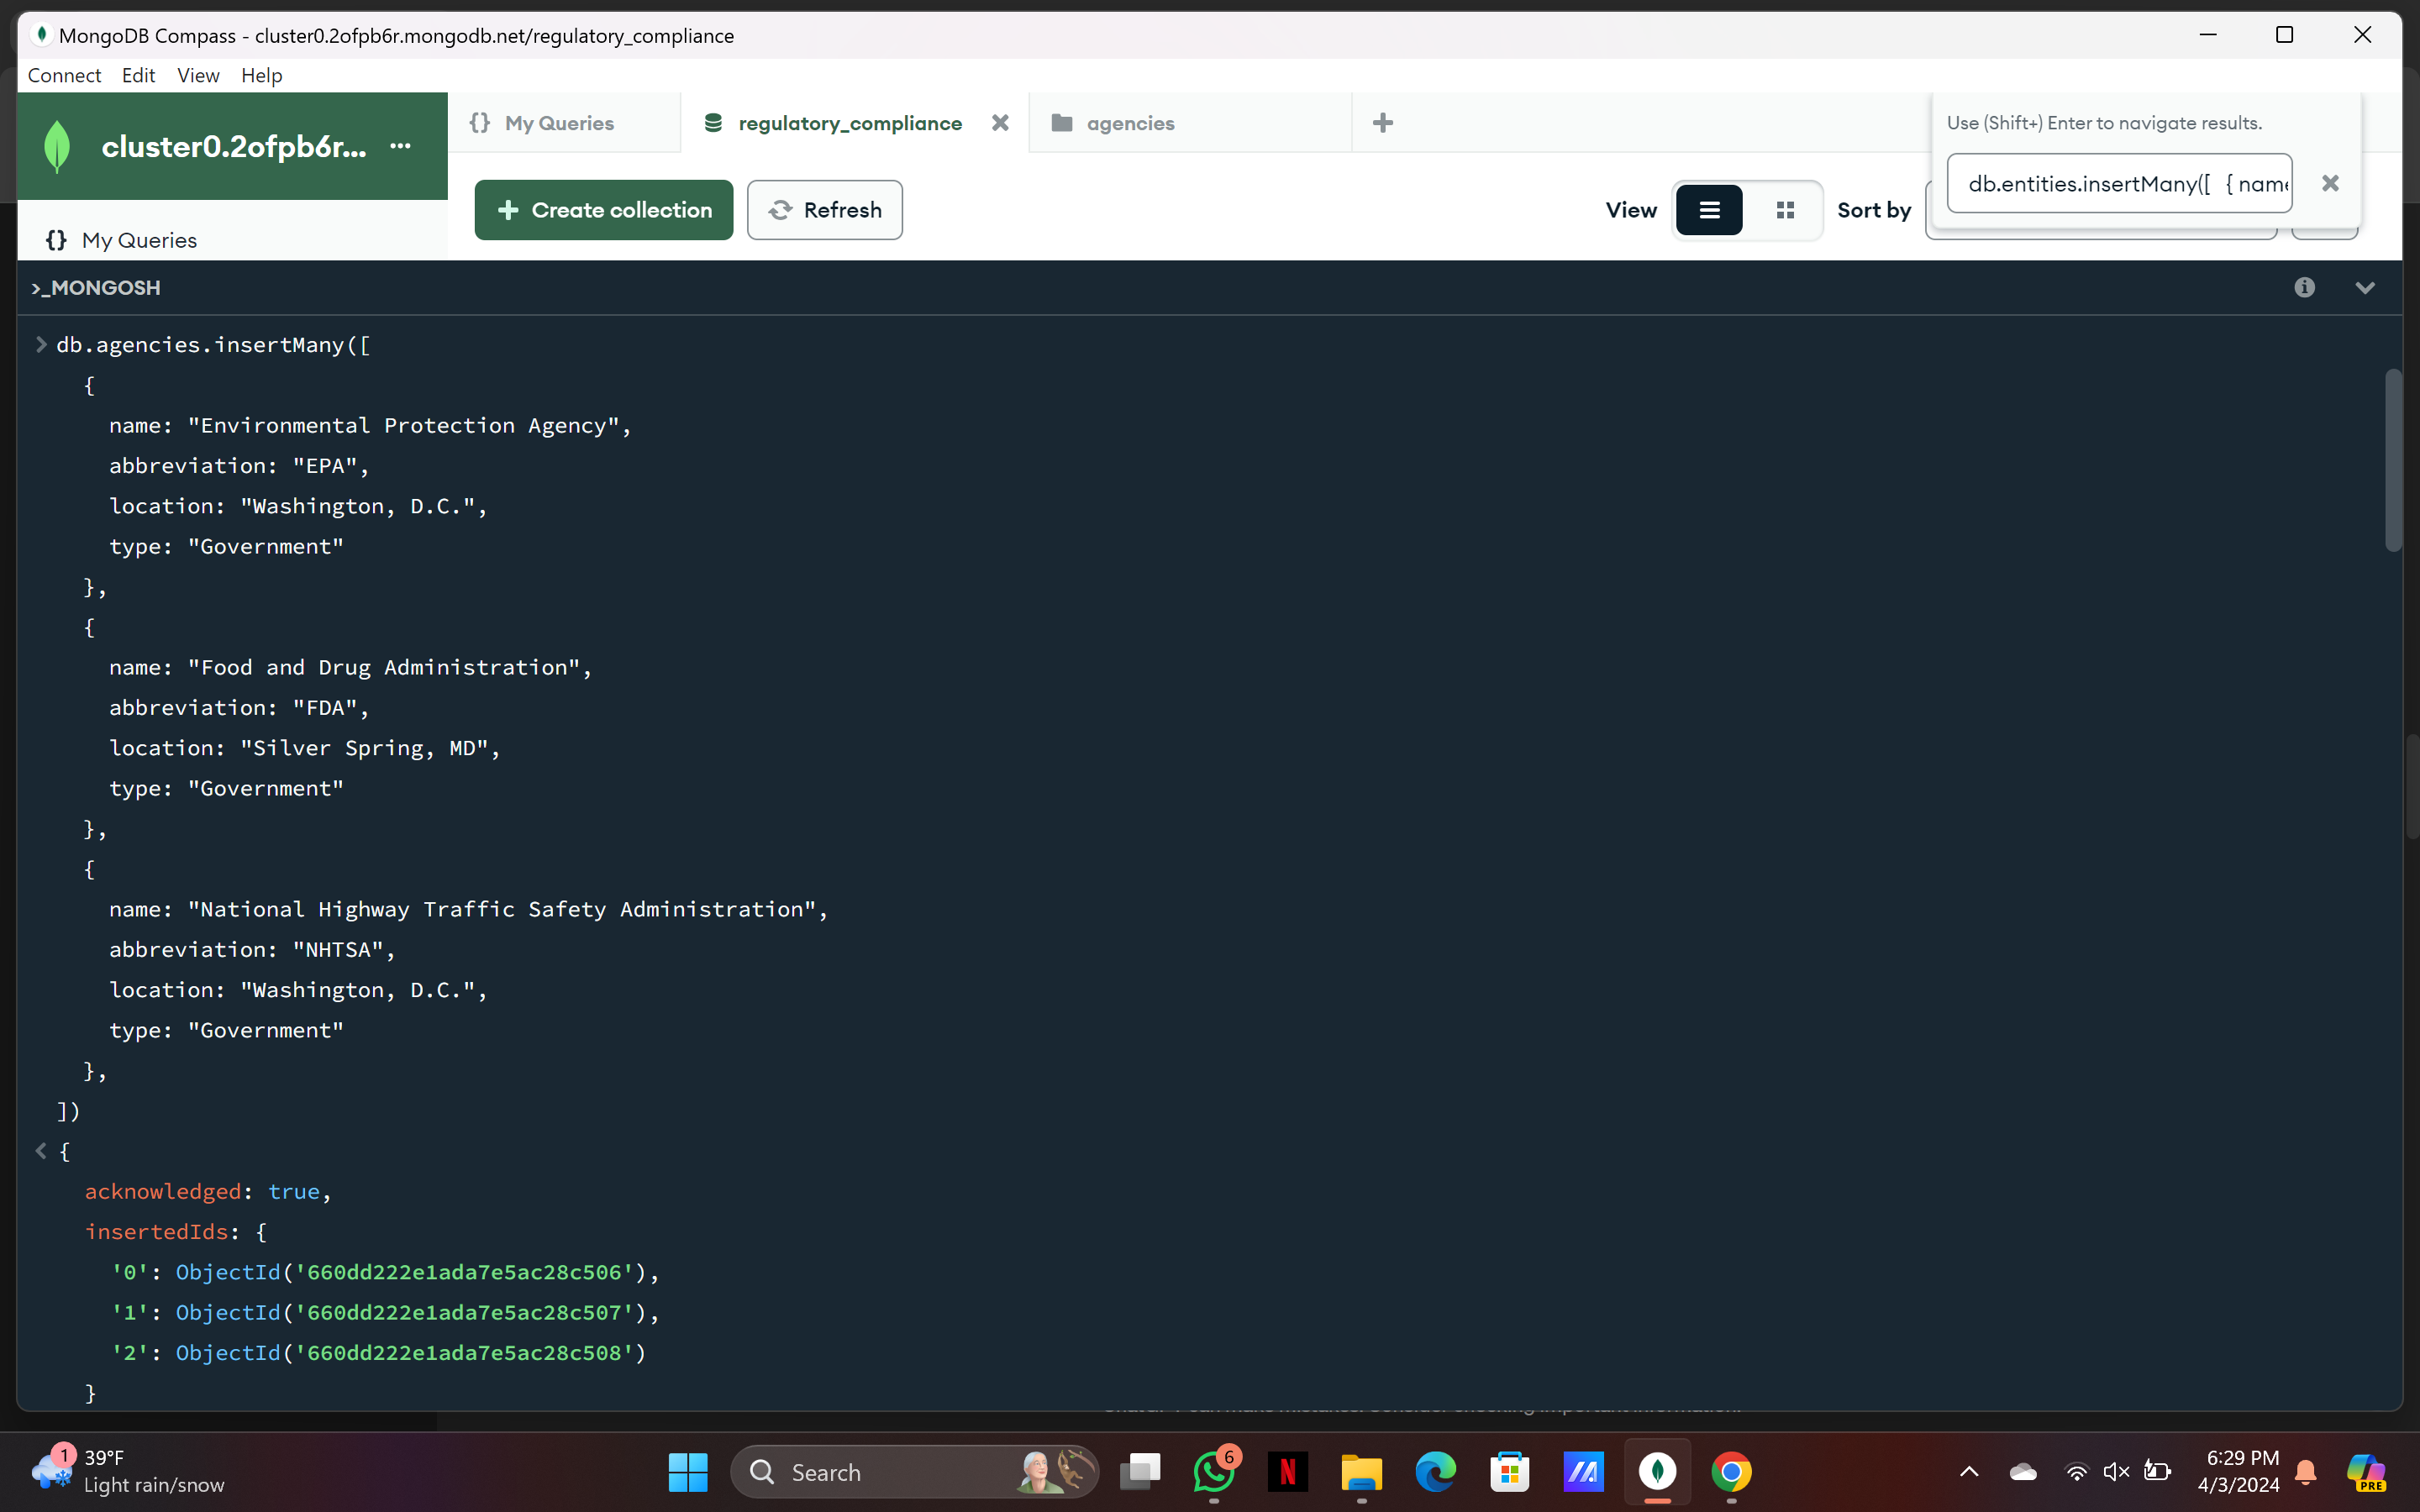 MongoDB Compass - cluster0.2ofpb6r.mongodb.net/regulatory_compliance
Connect Edit View Help
cluster0.2ofpb6r... ...
{} My Queries
regulatory_compliance
agencies
Use (Shift+) Enter to navigate results.
db.entities.insertMany([ { name
+ Create collection
Refresh
View
Sort by
{} My Queries
>_MONGOSH
> db.agencies.insertMany([
{
name: "Environmental Protection Agency",
abbreviation: "EPA",
location: "Washington, D.C.",
type: "Government"
},
{
name: "Food and Drug Administration",
abbreviation: "FDA",
location: "Silver Spring, MD",
type: "Government"
},
{
name: "National Highway Traffic Safety Administration",
abbreviation: "NHTSA",
location: "Washington, D.C.",
type: "Government"
},
])
< {
acknowledged: true,
insertedIds: {
'0': ObjectId('660dd222e1ada7e5ac28c506'),
'1': ObjectId('660dd222e1ada7e5ac28c507'),
'2': ObjectId('660dd222e1ada7e5ac28c508')
}
1
39°F
Light rain/snow
Search
6
N
6:29 PM
4/3/2024
PRE